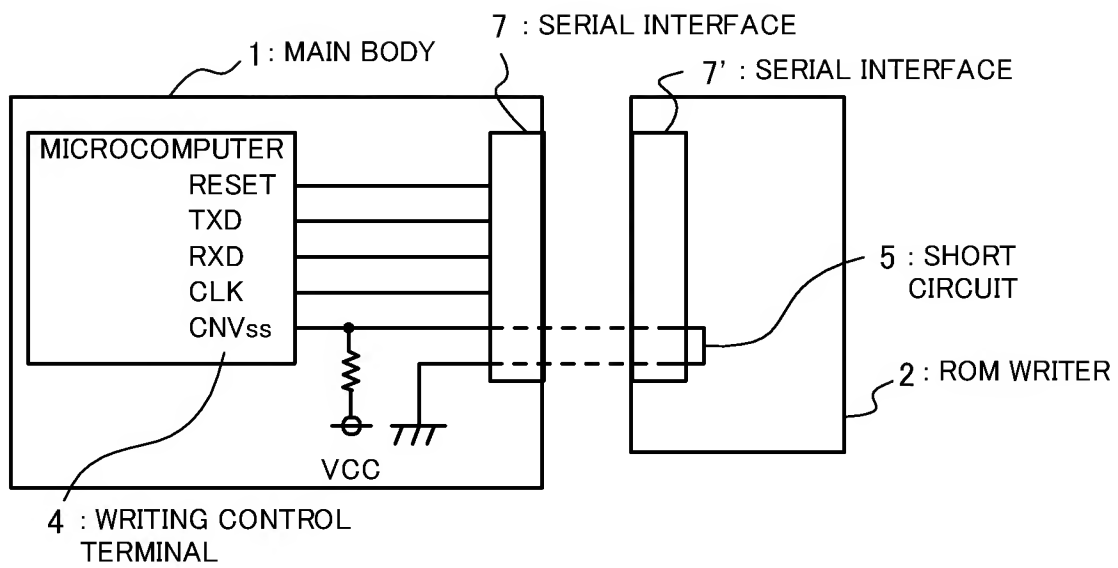 7 : SERIAL INTERFACE
1 : MAIN BODY
7' : SERIAL INTERFACE
MICROCOMPUTER
RESET
TXD
RXD
CLK
CNVss
5 : SHORT
CIRCUIT
2 : ROM WRITER
VCC
4 : WRITING CONTROL
TERMINAL